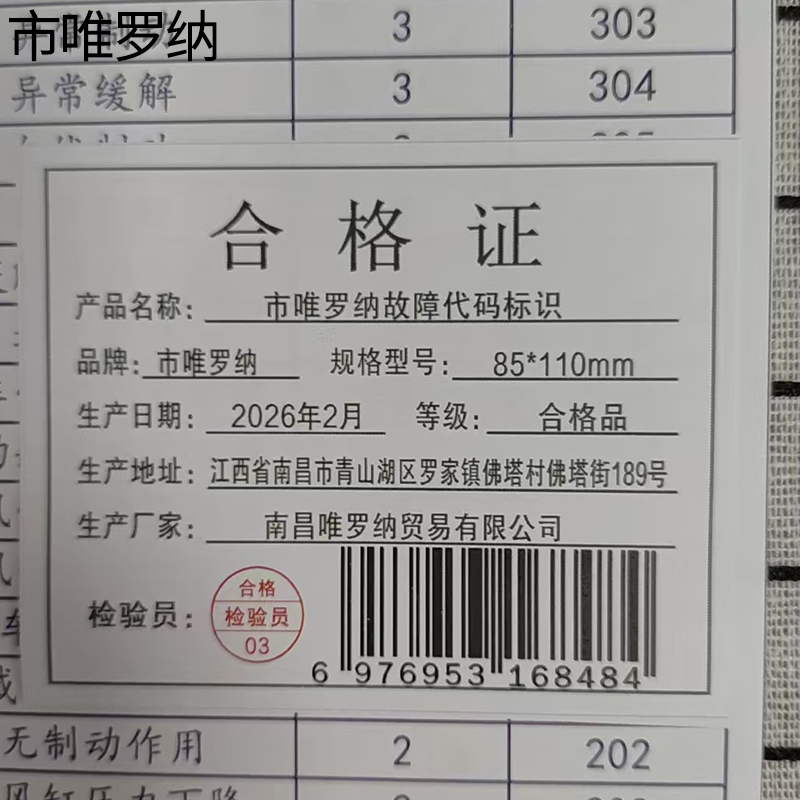 市唯罗纳
3 303
异常缓解 3 304
合格证
产品名称: 市唯罗纳故障代码标识
品牌: 市唯罗纳 规格型号: 85*110mm
生产日期: 2026年2月 等级: 合格品
生产地址: 江西省南昌市青山湖区罗家镇佛塔村佛塔街189号
生产厂家: 南昌唯罗纳贸易有限公司
检验员:
合格
检验员
03
6 976953 168484
无制动作用 2 202